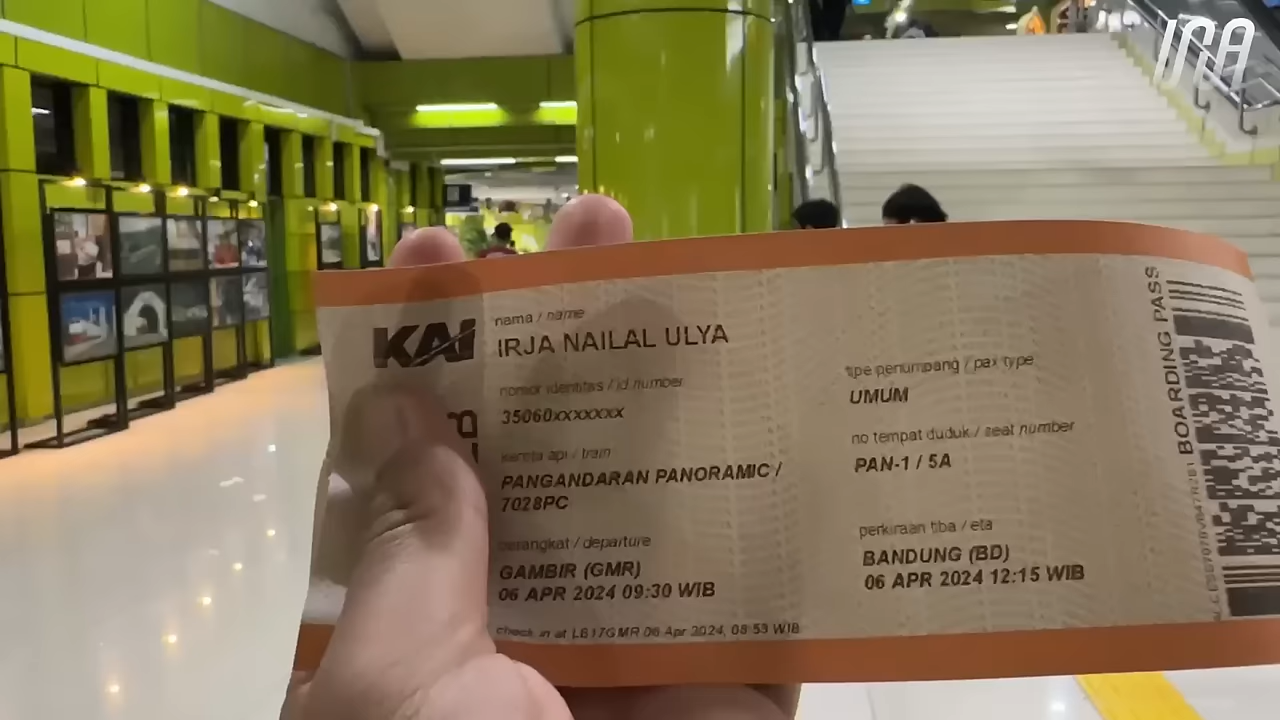 IRA
KAI
nama / name
IRJA NAILAL ULYA
nomor identitas / id number
35060xxxxxxx
kereta api / train
PANGANDARAN PANORAMIC /
7028PC
berangkat / departure
GAMBIR (GMR)
06 APR 2024 09:30 WIB
check in at L617GMR 06 Apr 2024, 08:53 WIB
tipe penumpang / pax type
UMUM
no tempat duduk / seat number
PAN-1 / 5A
perkiraan tiba / eta
BANDUNG (BD)
06 APR 2024 12:15 WIB
BOARDING PASS